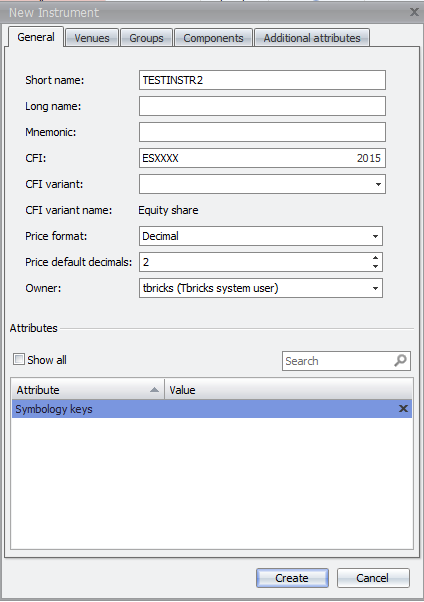 New Instrument
General Venues Groups Components Additional attributes
Short name: TESTINSTR2
Long name:
Mnemonic:
CFI: ESXXXX 2015
CFI variant:
CFI variant name: Equity share
Price format: Decimal
Price default decimals: 2
Owner: tbricks (Tbricks system user)
Attributes
Show all Search
Attribute Value
Symbology keys
Create Cancel